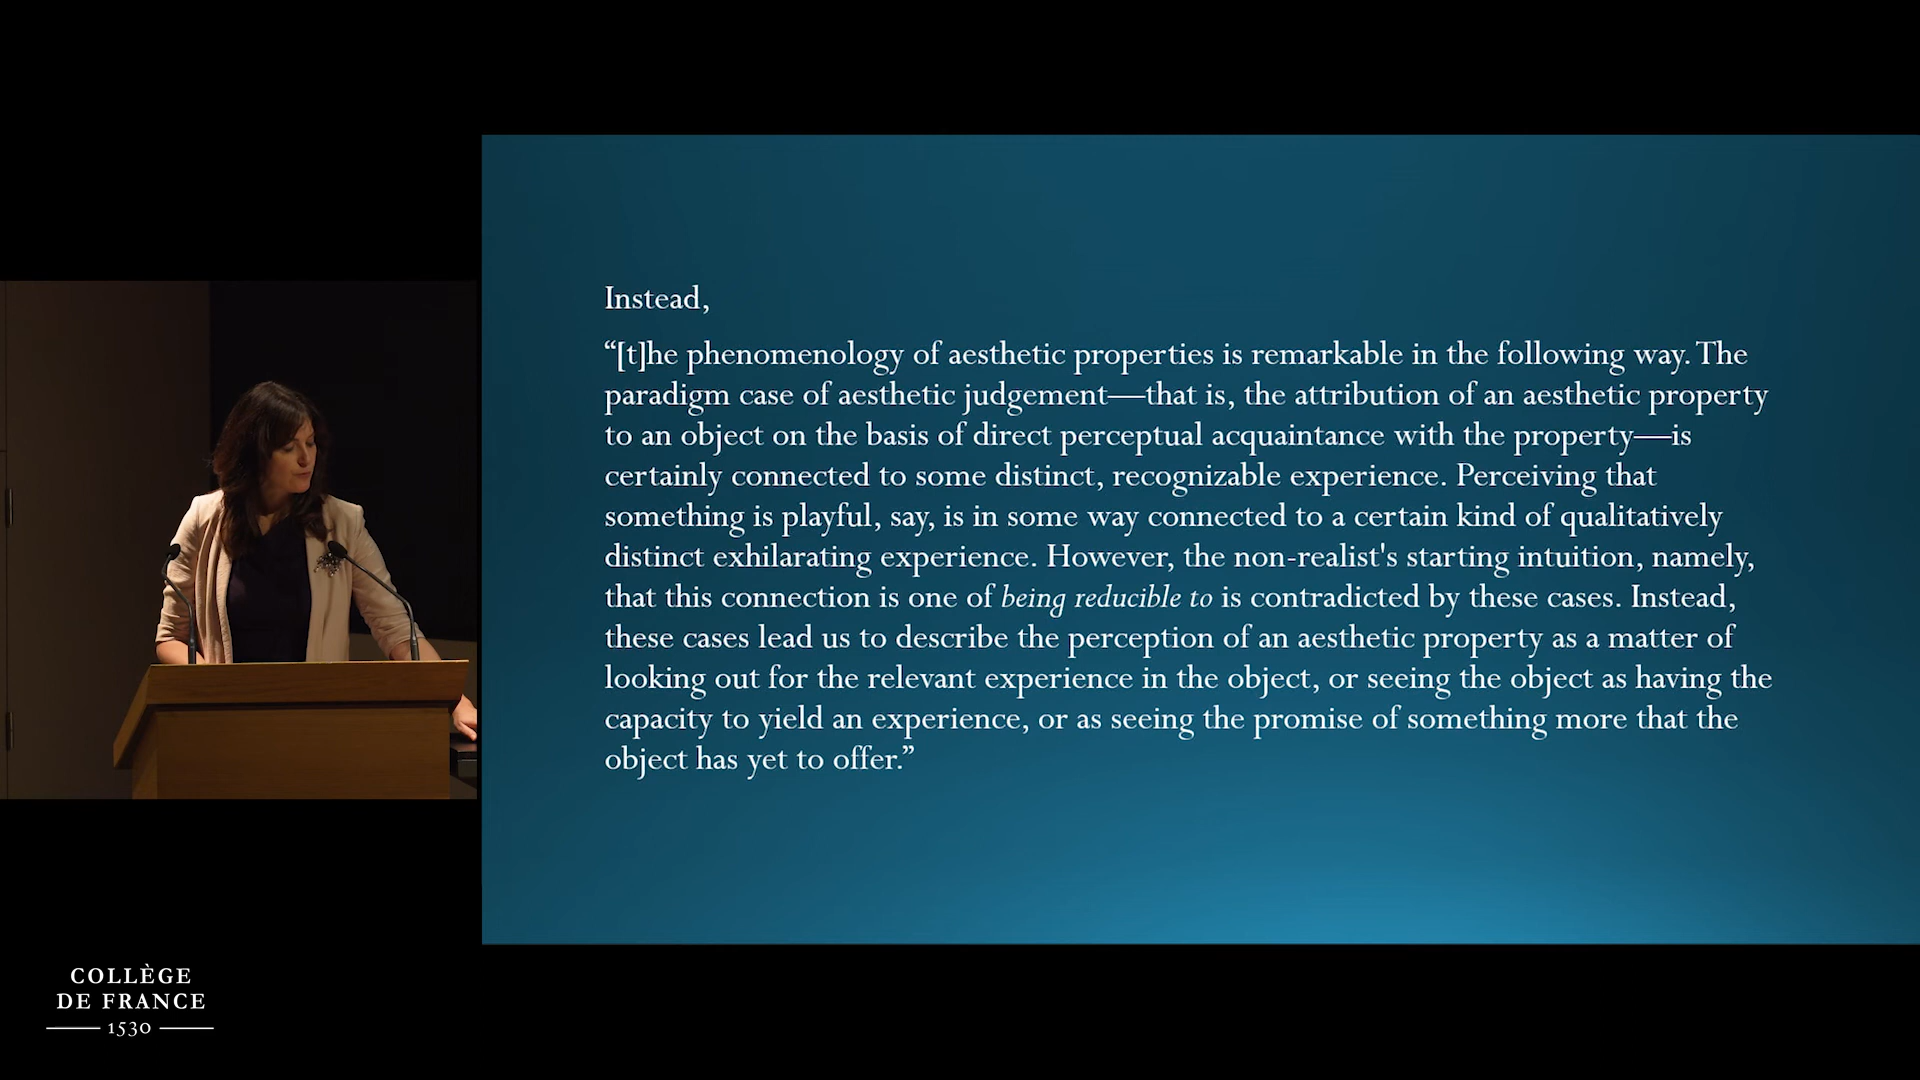 Instead,
“[t]he phenomenology of aesthetic properties is remarkable in the following way. The
paradigm case of aesthetic judgement—that is, the attribution of an aesthetic property
to an object on the basis of direct perceptual acquaintance with the property—is
certainly connected to some distinct, recognizable experience. Perceiving that
something is playful, say, is in some way connected to a certain kind of qualitatively
distinct exhilarating experience. However, the non-realist's starting intuition, namely,
that this connection is one of being reducible to is contradicted by these cases. Instead,
these cases lead us to describe the perception of an aesthetic property as a matter of
looking out for the relevant experience in the object, or seeing the object as having the
capacity to yield an experience, or as seeing the promise of something more that the
object has yet to offer.”
COLLÈGE
DE FRANCE
1530